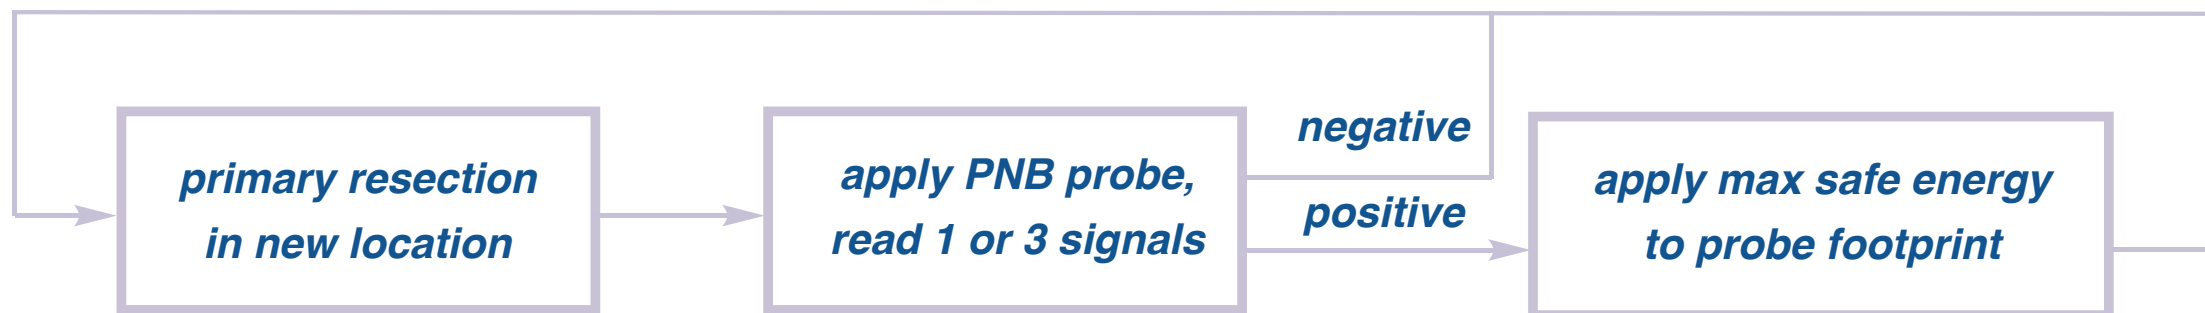 primary resection
in new location
apply PNB probe,
read 1 or 3 signals
negative
positive
apply max safe energy
to probe footprint